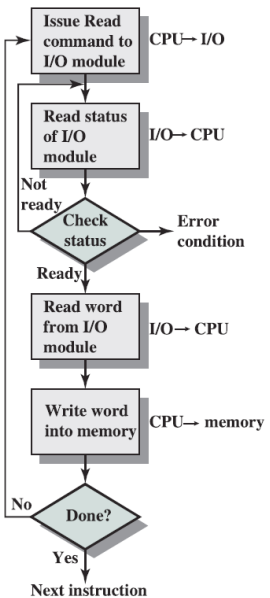 Issue Read
command to
I/O module
CPU→ I/O
Read status
of I/O
module
I/O→ CPU
Not
ready
Check
status
Error
condition
Ready
Read word
from I/O
module
I/O→ CPU
Write word
into memory
CPU→ memory
No
Done?
Yes
Next instruction